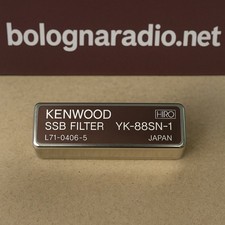 bolognaradio.net
KENWOOD HIRO
SSB FILTER YK-88SN-1
L71-0406-5 JAPAN